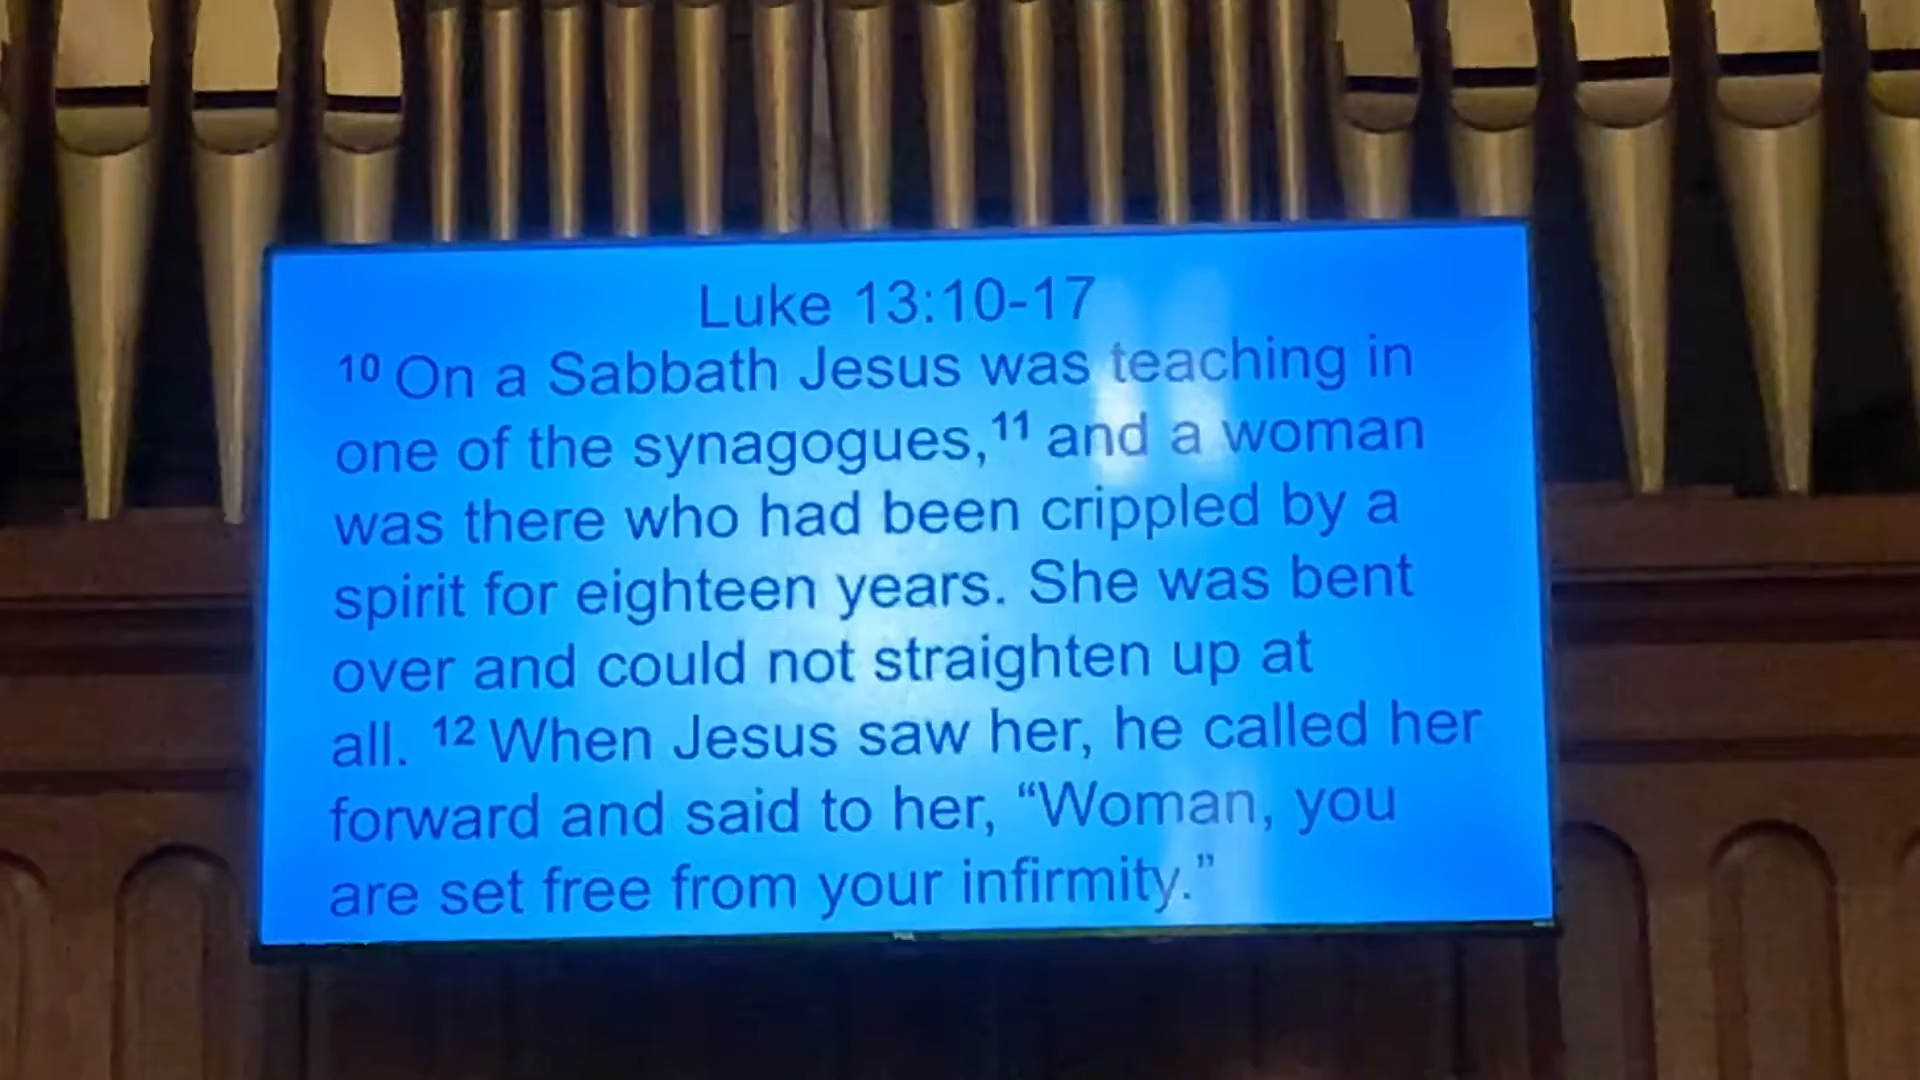 Luke 13:10-17
10 On a Sabbath Jesus was teaching in
one of the synagogues,11 and a woman
was there who had been crippled by a
spirit for eighteen years. She was bent
over and could not straighten up at
all. 12 When Jesus saw her, he called her
forward and said to her, “Woman, you
are set free from your infirmity.”